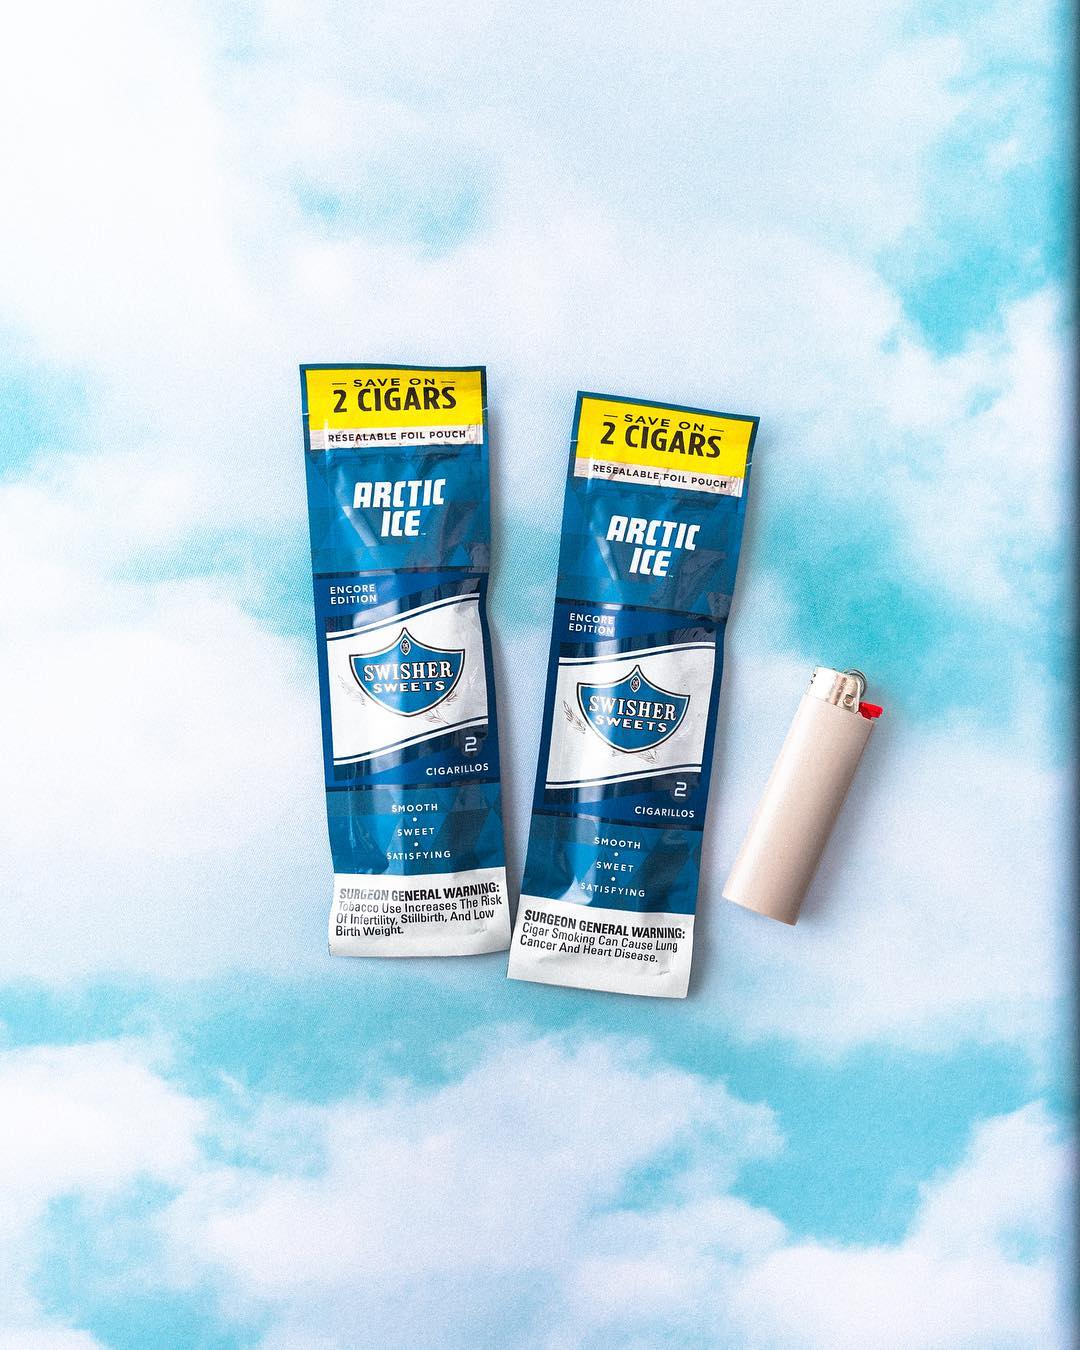 SAVE ON
2 CIGARS
RESEALABLE FOIL POUCH
ARCTIC
ICE
ENCORE
EDITION
SWISHER
SWEETS
2
CIGARILLOS
SMOOTH
•
SWEET
•
SATISFYING
SURGEON GENERAL WARNING:
Tobacco Use Increases The Risk
Of Infertility, Stillbirth, And Low
Birth Weight.
SAVE ON
2 CIGARS
RESEALABLE FOIL POUCH
ARCTIC
ICE
ENCORE
EDITION
SWISHER
SWEETS
2
CIGARILLOS
SMOOTH
•
SWEET
•
SATISFYING
SURGEON GENERAL WARNING:
Cigar Smoking Can Cause Lung
Cancer And Heart Disease.